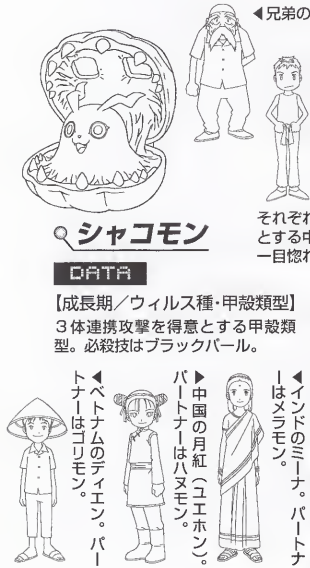 ◀兄弟の
それぞれ
とする中
一目惚れ
シャコモン
DATA
【成長期／ウィルス種・甲殻類型】
３体連携攻撃を得意とする甲殻類
型。必殺技はブラックパール。
◀インドのミーナ。パートナ
ーはメラモン。
▶中国の月紅（ユエホン）。
パートナーはハヌモン。
◀ベトナムのディエン。パー
トナーはゴリモン。